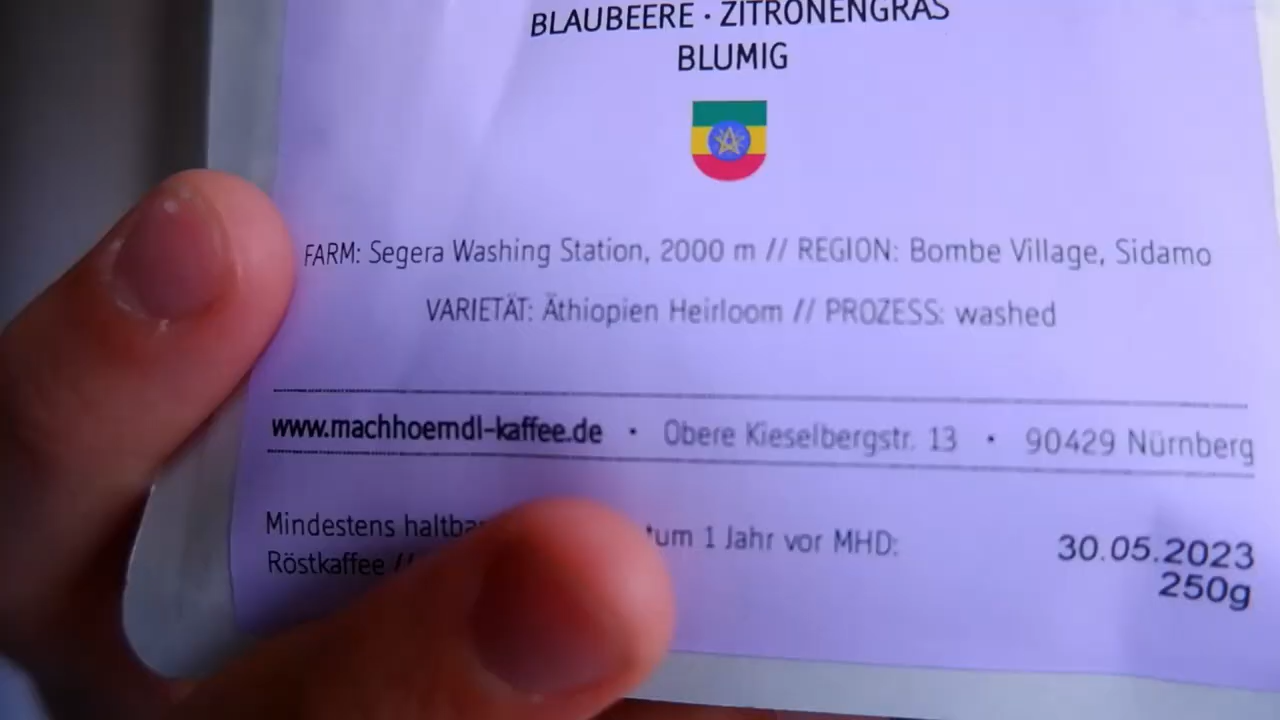 BLAUBEERE · ZITRONENGRAS
BLUMIG
FARM: Segera Washing Station, 2000 m // REGION: Bombe Village, Sidamo
VARIETÄT: Äthiopien Heirloom // PROZESS: washed
www.machhoerndl-kaffee.de · Obere Kieselbergstr. 13 · 90429 Nürnberg
Mindestens haltba tum 1 Jahr vor MHD: 30.05.2023
Röstkaffee // 250g